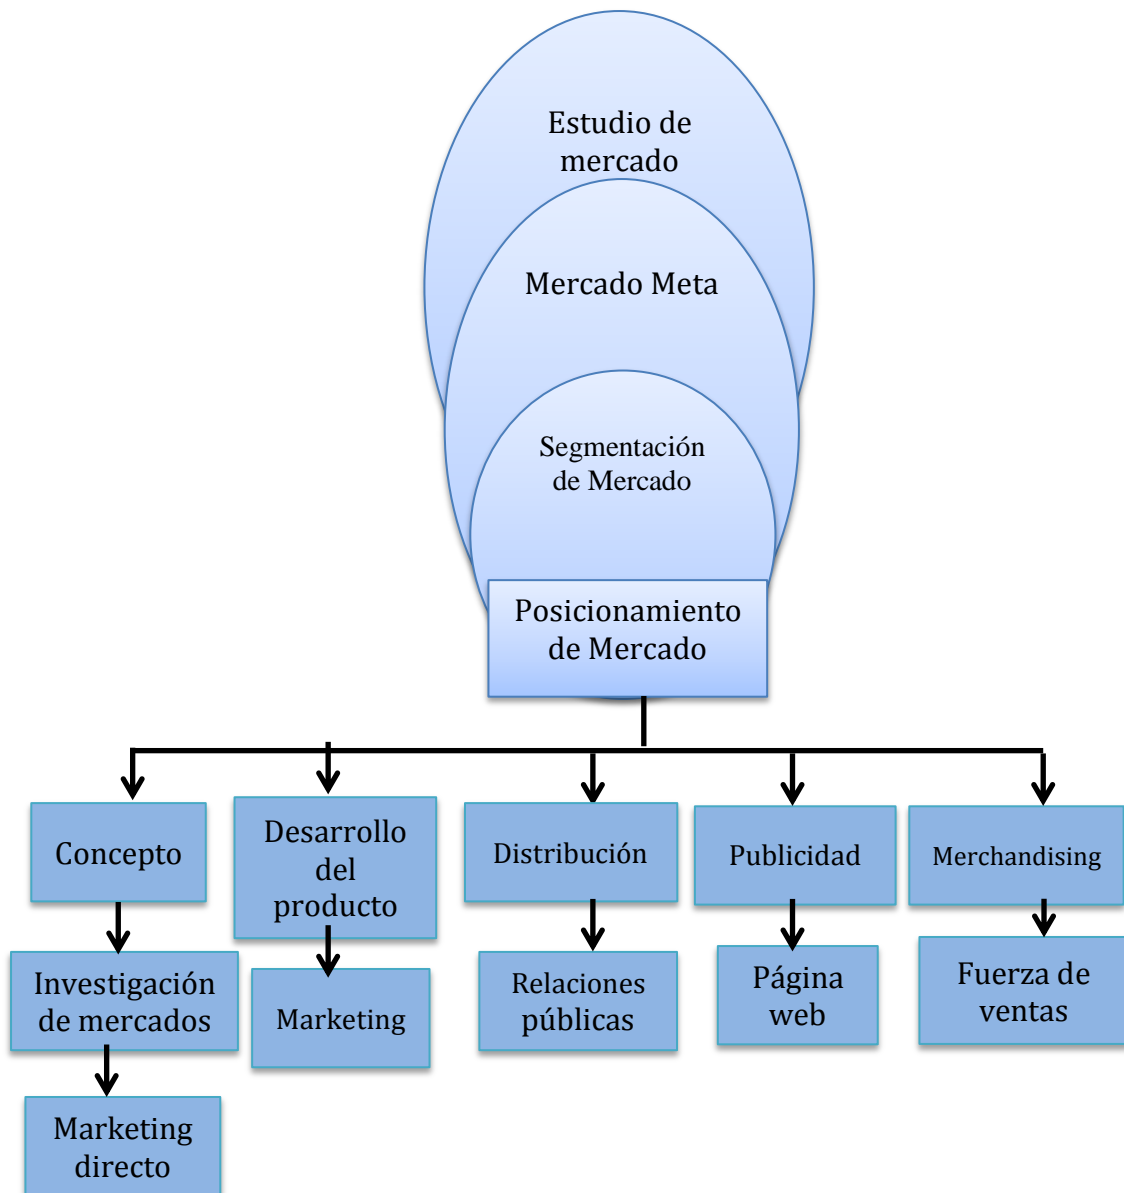 Estudio de
mercado
Mercado Meta
Segmentación
de Mercado
Posicionamiento
de Mercado
Concepto
Desarrollo
del
producto
Distribución
Publicidad
Merchandising
Investigación
de mercados
Marketing
Relaciones
públicas
Página
web
Fuerza de
ventas
Marketing
directo